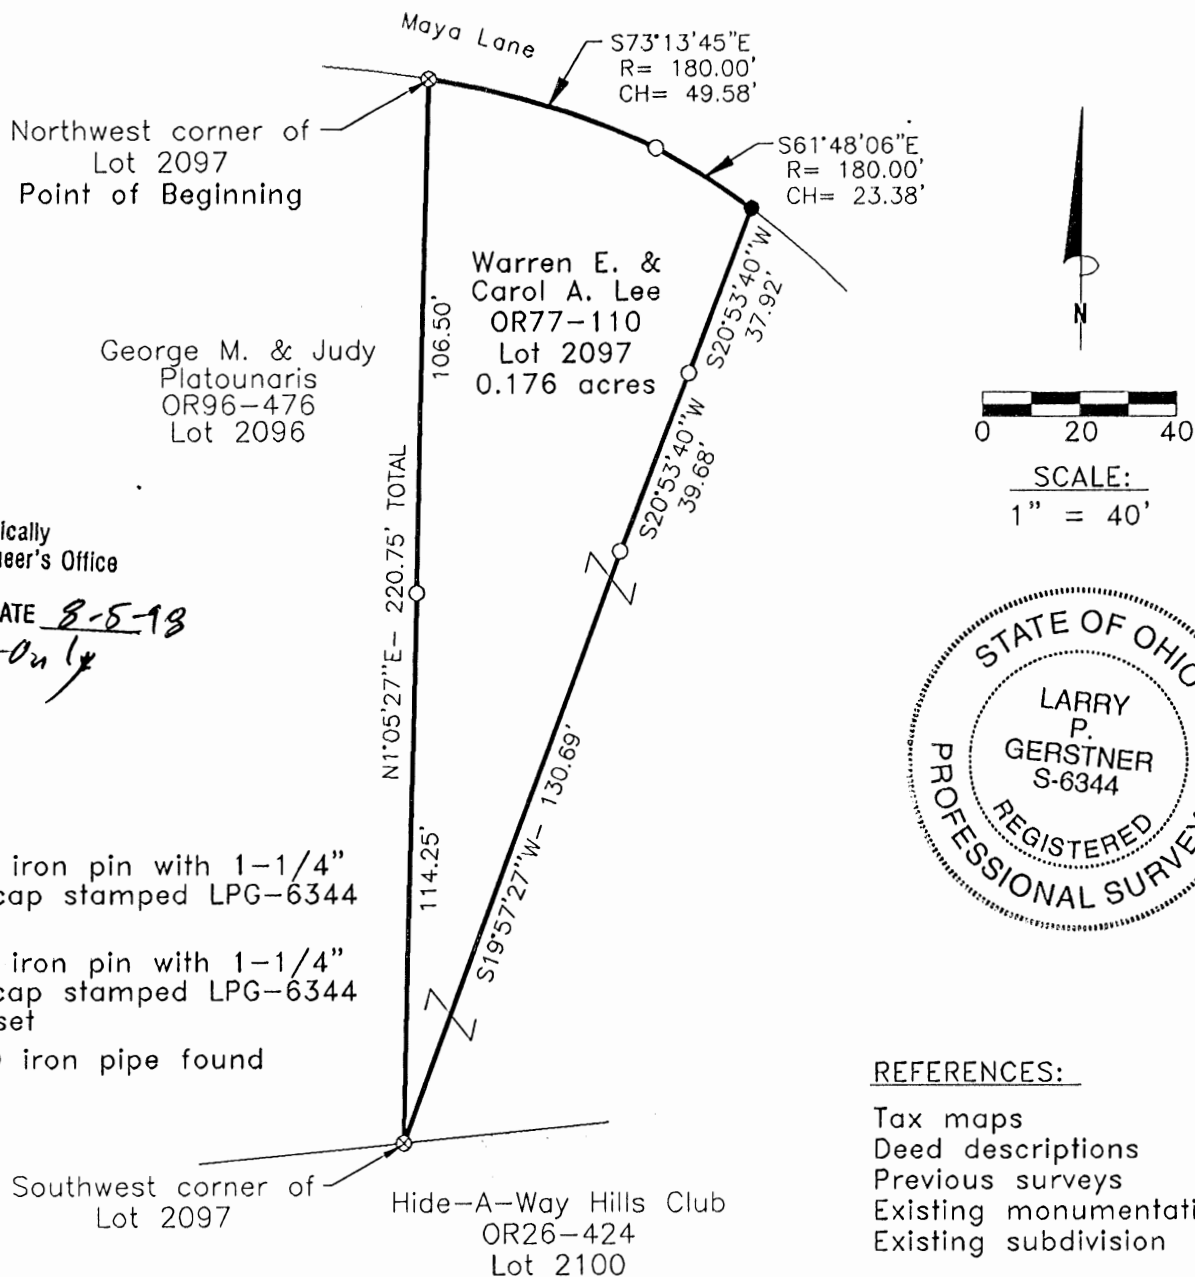 Maya Lane
S73°13'45"E
R= 180.00'
CH= 49.58'
S61°48'06"E
R= 180.00'
CH= 23.38'
Northwest corner of
Lot 2097
Point of Beginning
Warren E. &
Carol A. Lee
OR77-110
Lot 2097
0.176 acres
S20°53'40"W
37.92'
S20°53'40"W
39.68'
106.50'
George M. & Judy
Platounaris
OR96-476
Lot 2096
N1°05'27"E- 220.75' TOTAL
114.25'
S19°57'27"W- 130.69'
N
0 20 40
SCALE:
1" = 40'
ically
eer's Office
ATE 8-5-98
-Only
STATE OF OHIO
LARRY
P.
GERSTNER
S-6344
REGISTERED
PROFESSIONAL SURVEY
iron pin with 1-1/4"
cap stamped LPG-6344
iron pin with 1-1/4"
cap stamped LPG-6344
set
iron pipe found
Southwest corner of
Lot 2097
Hide-A-Way Hills Club
OR26-424
Lot 2100
REFERENCES:
Tax maps
Deed descriptions
Previous surveys
Existing monumentati
Existing subdivision